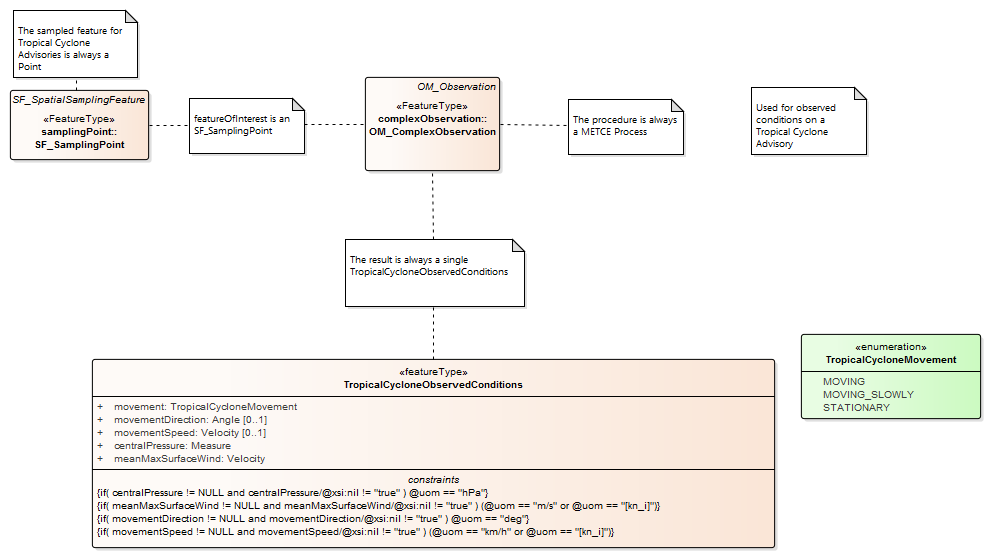 The sampled feature for
Tropical Cyclone
Advisories is always a
Point
SF_SpatialSamplingFeature
«FeatureType»
samplingPoint::
SF_SamplingPoint
featureOfInterest is an
SF_SamplingPoint
OM_Observation
«FeatureType»
complexObservation::
OM_ComplexObservation
The procedure is always
a METCE Process
Used for observed
conditions on a
Tropical Cyclone
Advisory
The result is always a single
TropicalCycloneObservedConditions
«featureType»
TropicalCycloneObservedConditions
+ movement: TropicalCycloneMovement
+ movementDirection: Angle [0..1]
+ movementSpeed: Velocity [0..1]
+ centralPressure: Measure
+ meanMaxSurfaceWind: Velocity
constraints
{if( centralPressure != NULL and centralPressure/@xsi:nil != "true" ) @uom == "hPa"}
{if( meanMaxSurfaceWind != NULL and meanMaxSurfaceWind/@xsi:nil != "true" ) (@uom == "m/s" or @uom == "[kn_i]")}
{if( movementDirection != NULL and movementDirection/@xsi:nil != "true" ) @uom == "deg"}
{if( movementSpeed != NULL and movementSpeed/@xsi:nil != "true" ) (@uom == "km/h" or @uom == "[kn_i]")}
«enumeration»
TropicalCycloneMovement
MOVING
MOVING_SLOWLY
STATIONARY